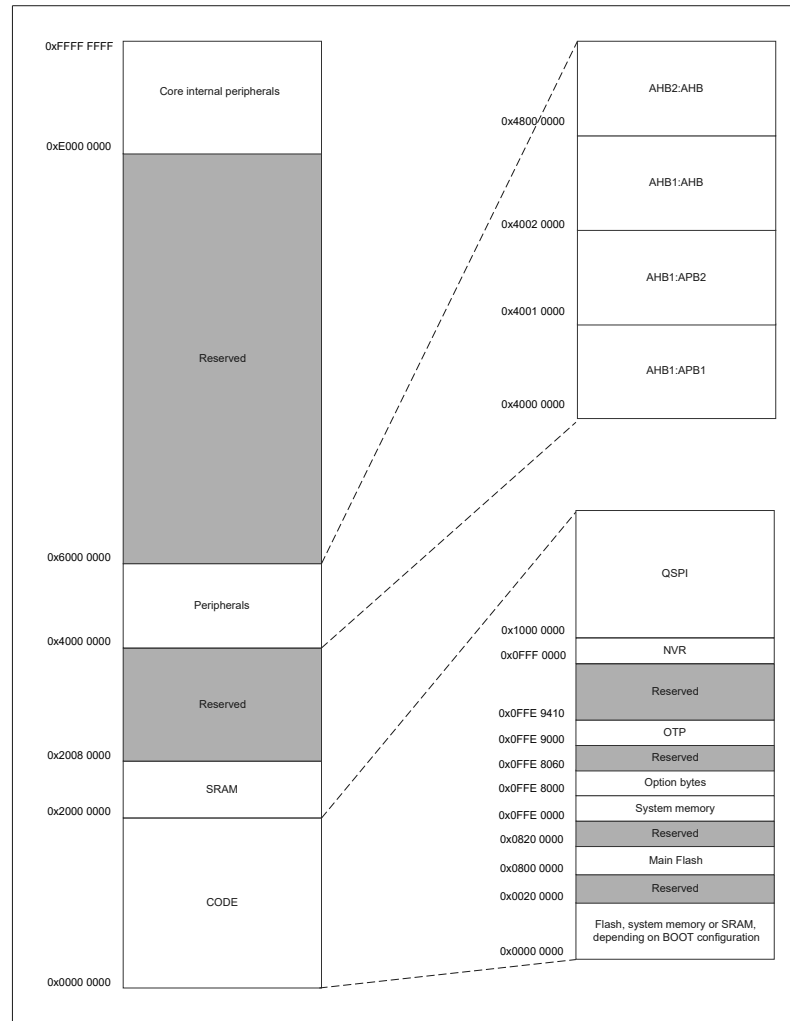 0xFFFF FFFF
Core internal peripherals
0xE000 0000
Reserved
0x6000 0000
Peripherals
0x4000 0000
Reserved
0x2008 0000
SRAM
0x2000 0000
CODE
0x0000 0000
AHB2:AHB
0x4800 0000
AHB1:AHB
0x4002 0000
AHB1:APB2
0x4001 0000
AHB1:APB1
0x4000 0000
QSPI
0x1000 0000
NVR
0x0FFF 0000
Reserved
0x0FFE 9410
OTP
0x0FFE 9000
Reserved
0x0FFE 8060
Option bytes
0x0FFE 8000
System memory
0x0FFE 0000
Reserved
0x0820 0000
Main Flash
0x0800 0000
Reserved
0x0020 0000
Flash, system memory or SRAM,
depending on BOOT configuration
0x0000 0000